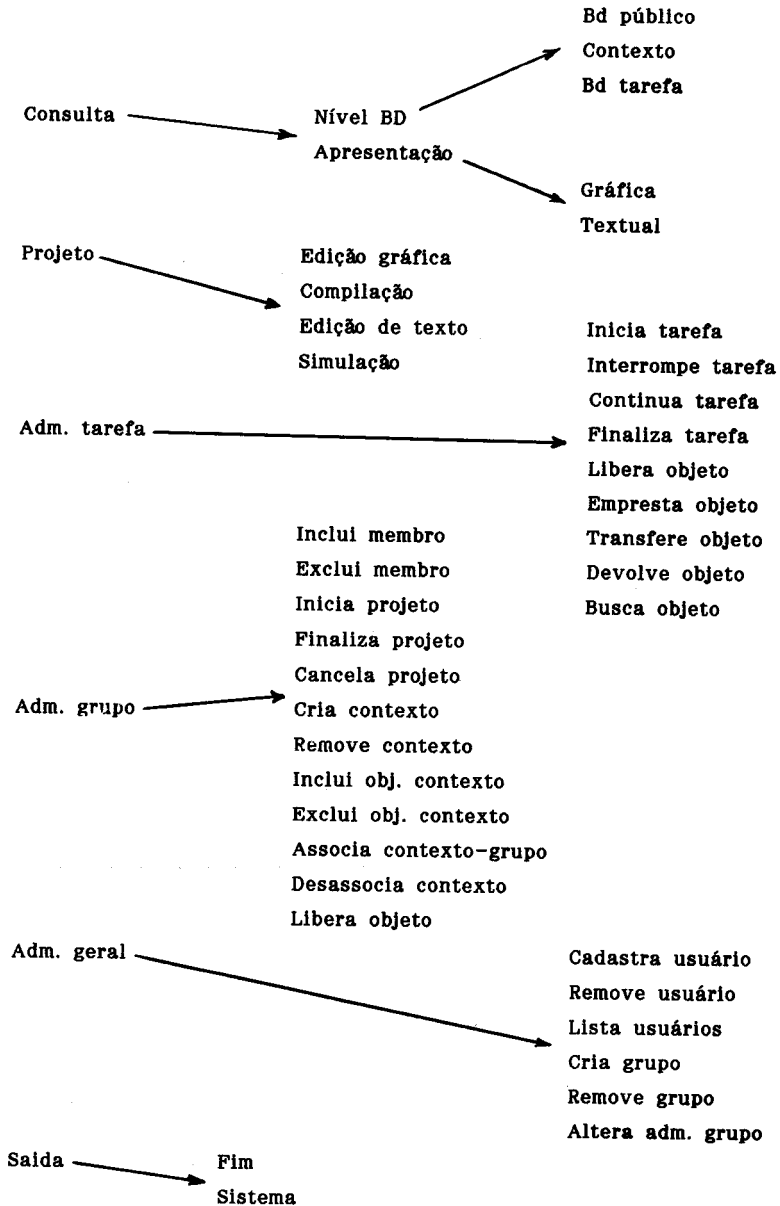 Consulta
Nível BD
Apresentação
Bd público
Contexto
Bd tarefa
Gráfica
Textual
Projeto
Edição gráfica
Compilação
Edição de texto
Simulação
Adm. tarefa
Inicia tarefa
Interrompe tarefa
Continua tarefa
Finaliza tarefa
Libera objeto
Empresta objeto
Transfere objeto
Devolve objeto
Busca objeto
Adm. grupo
Inclui membro
Exclui membro
Inicia projeto
Finaliza projeto
Cancela projeto
Cria contexto
Remove contexto
Inclui obj. contexto
Exclui obj. contexto
Associa contexto-grupo
Desassocia contexto
Libera objeto
Adm. geral
Cadastra usuário
Remove usuário
Lista usuários
Cria grupo
Remove grupo
Altera adm. grupo
Saida
Fim
Sistema